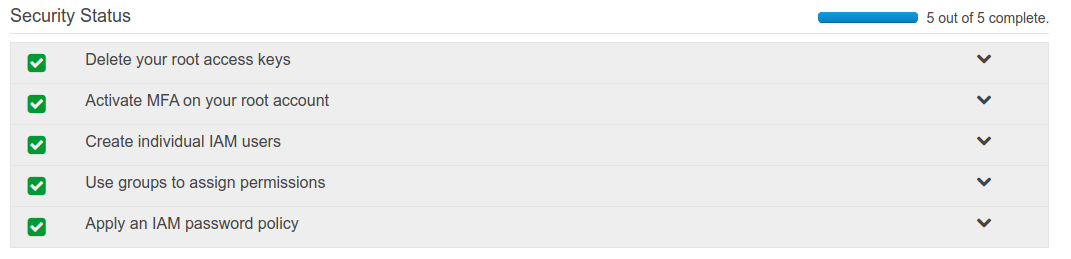 Security Status
5 out of 5 complete.
Delete your root access keys
Activate MFA on your root account
Create individual IAM users
Use groups to assign permissions
Apply an IAM password policy